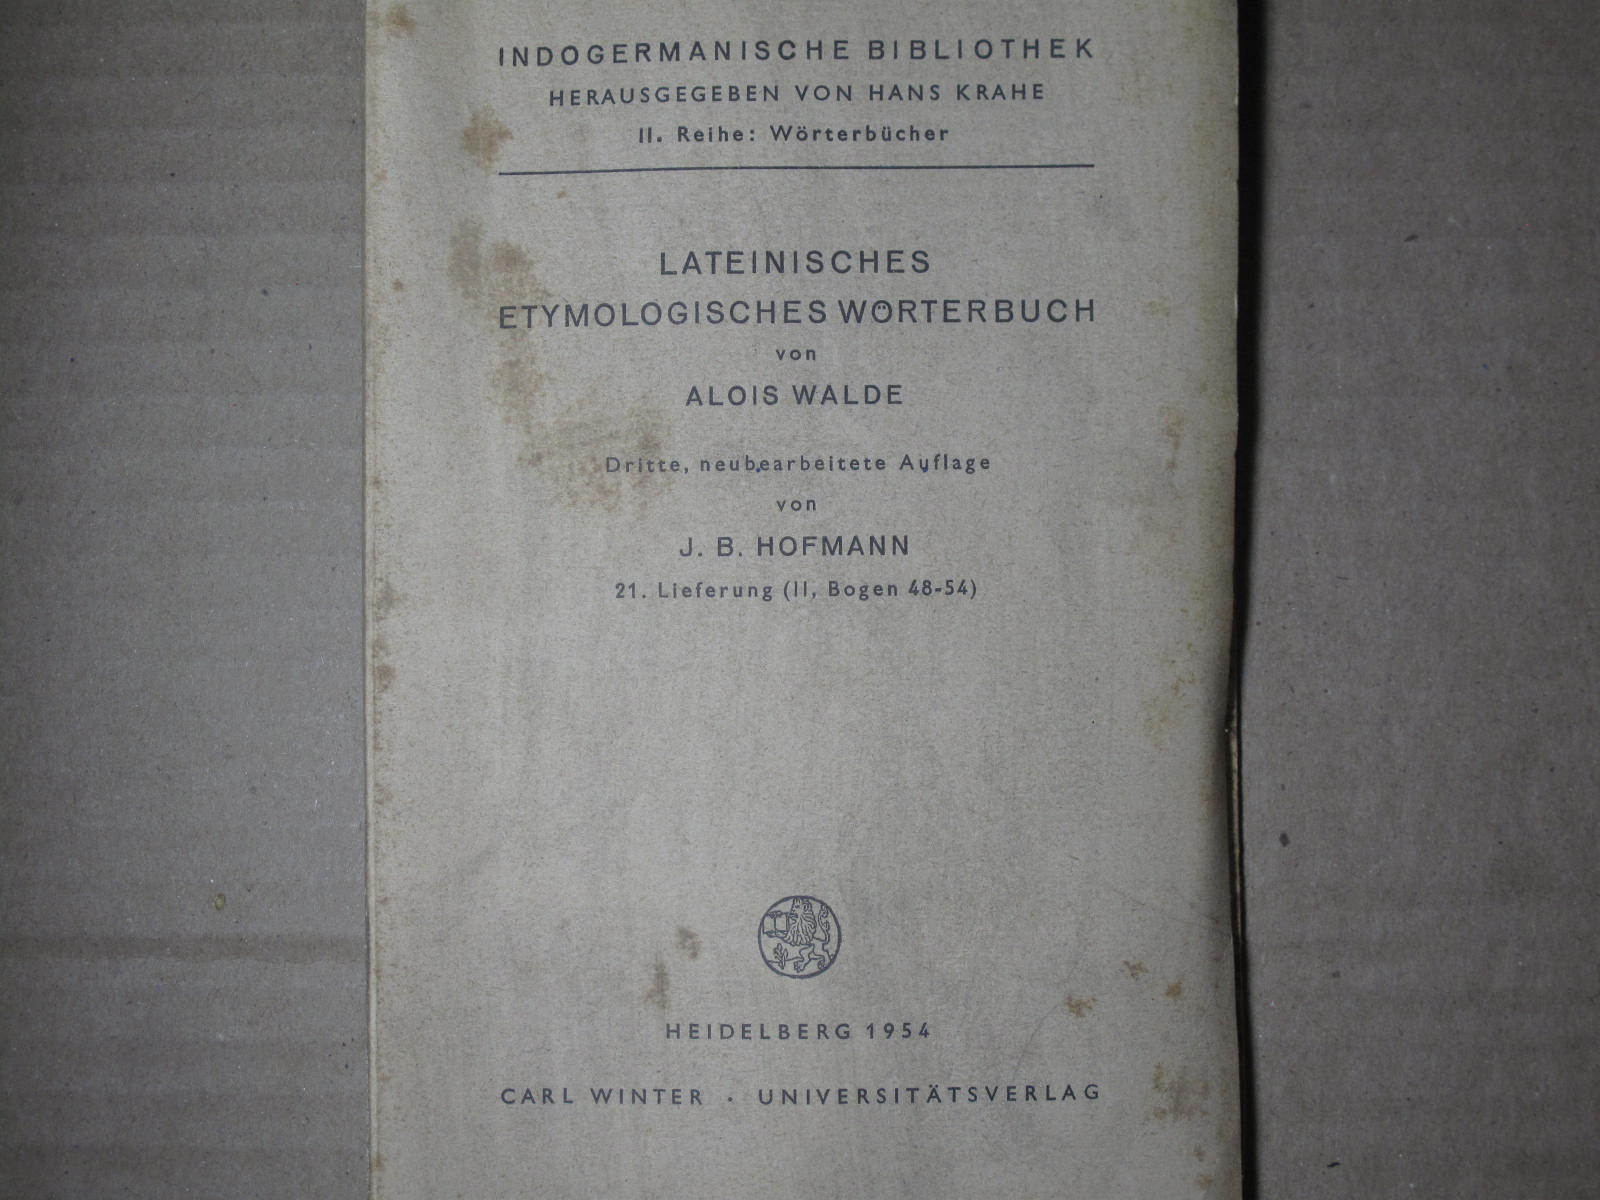 INDOGERMANISCHE BIBLIOTHEK
HERAUSGEGEBEN VON HANS KRAHE
II. Reihe: Wörterbücher
LATEINISCHES
ETYMOLOGISCHES WÖRTERBUCH
von
ALOIS WALDE
Dritte, neubearbeitete Auflage
von
J. B. HOFMANN
21. Lieferung (II, Bogen 48-54)
HEIDELBERG 1954
CARL WINTER · UNIVERSITÄTSVERLAG